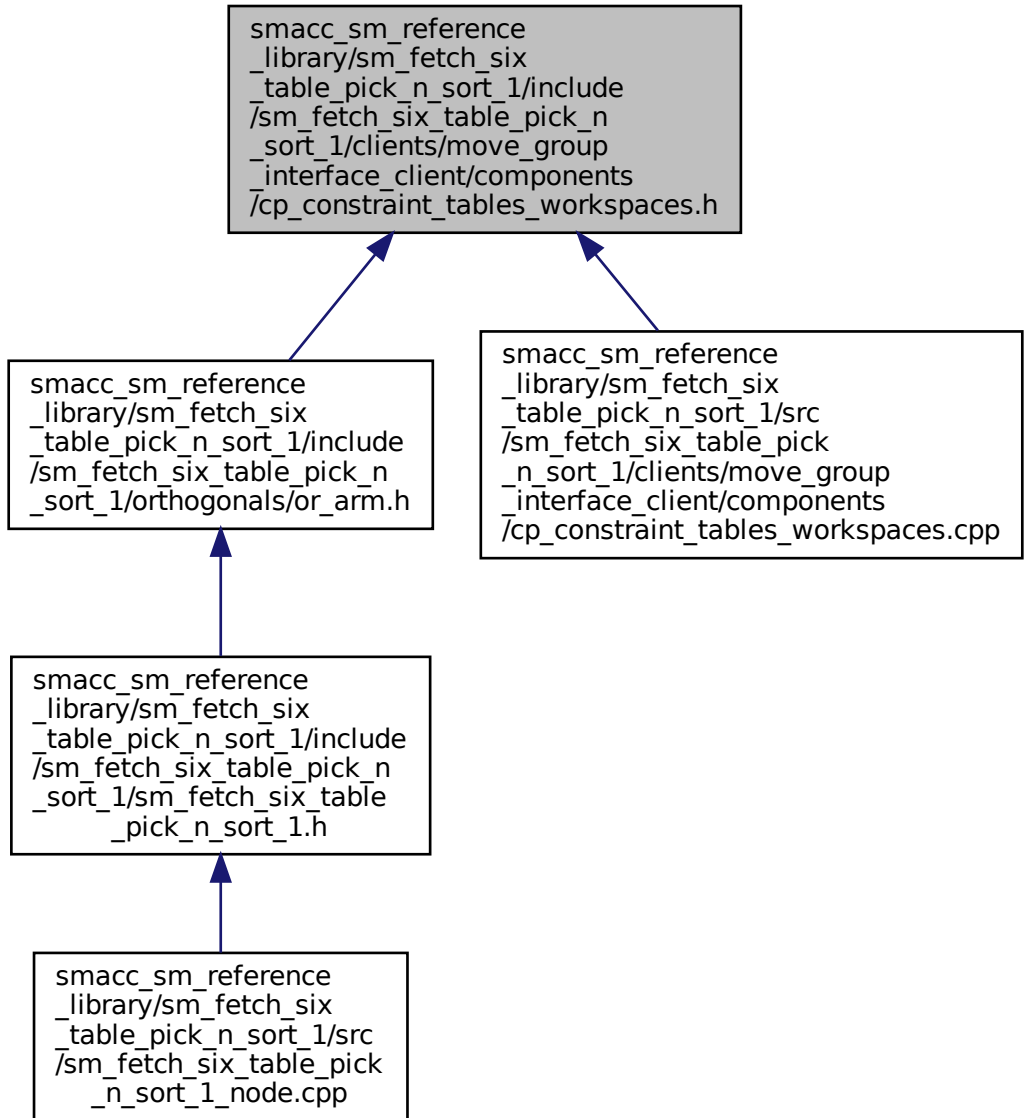 smacc_sm_reference
_library/sm_fetch_six
_table_pick_n_sort_1/include
/sm_fetch_six_table_pick_n
_sort_1/clients/move_group
_interface_client/components
/cp_constraint_tables_workspaces.h
smacc_sm_reference
_library/sm_fetch_six
_table_pick_n_sort_1/include
/sm_fetch_six_table_pick_n
_sort_1/orthogonals/or_arm.h
smacc_sm_reference
_library/sm_fetch_six
_table_pick_n_sort_1/src
/sm_fetch_six_table_pick
_n_sort_1/clients/move_group
_interface_client/components
/cp_constraint_tables_workspaces.cpp
smacc_sm_reference
_library/sm_fetch_six
_table_pick_n_sort_1/include
/sm_fetch_six_table_pick_n
_sort_1/sm_fetch_six_table
_pick_n_sort_1.h
smacc_sm_reference
_library/sm_fetch_six
_table_pick_n_sort_1/src
/sm_fetch_six_table_pick
_n_sort_1_node.cpp